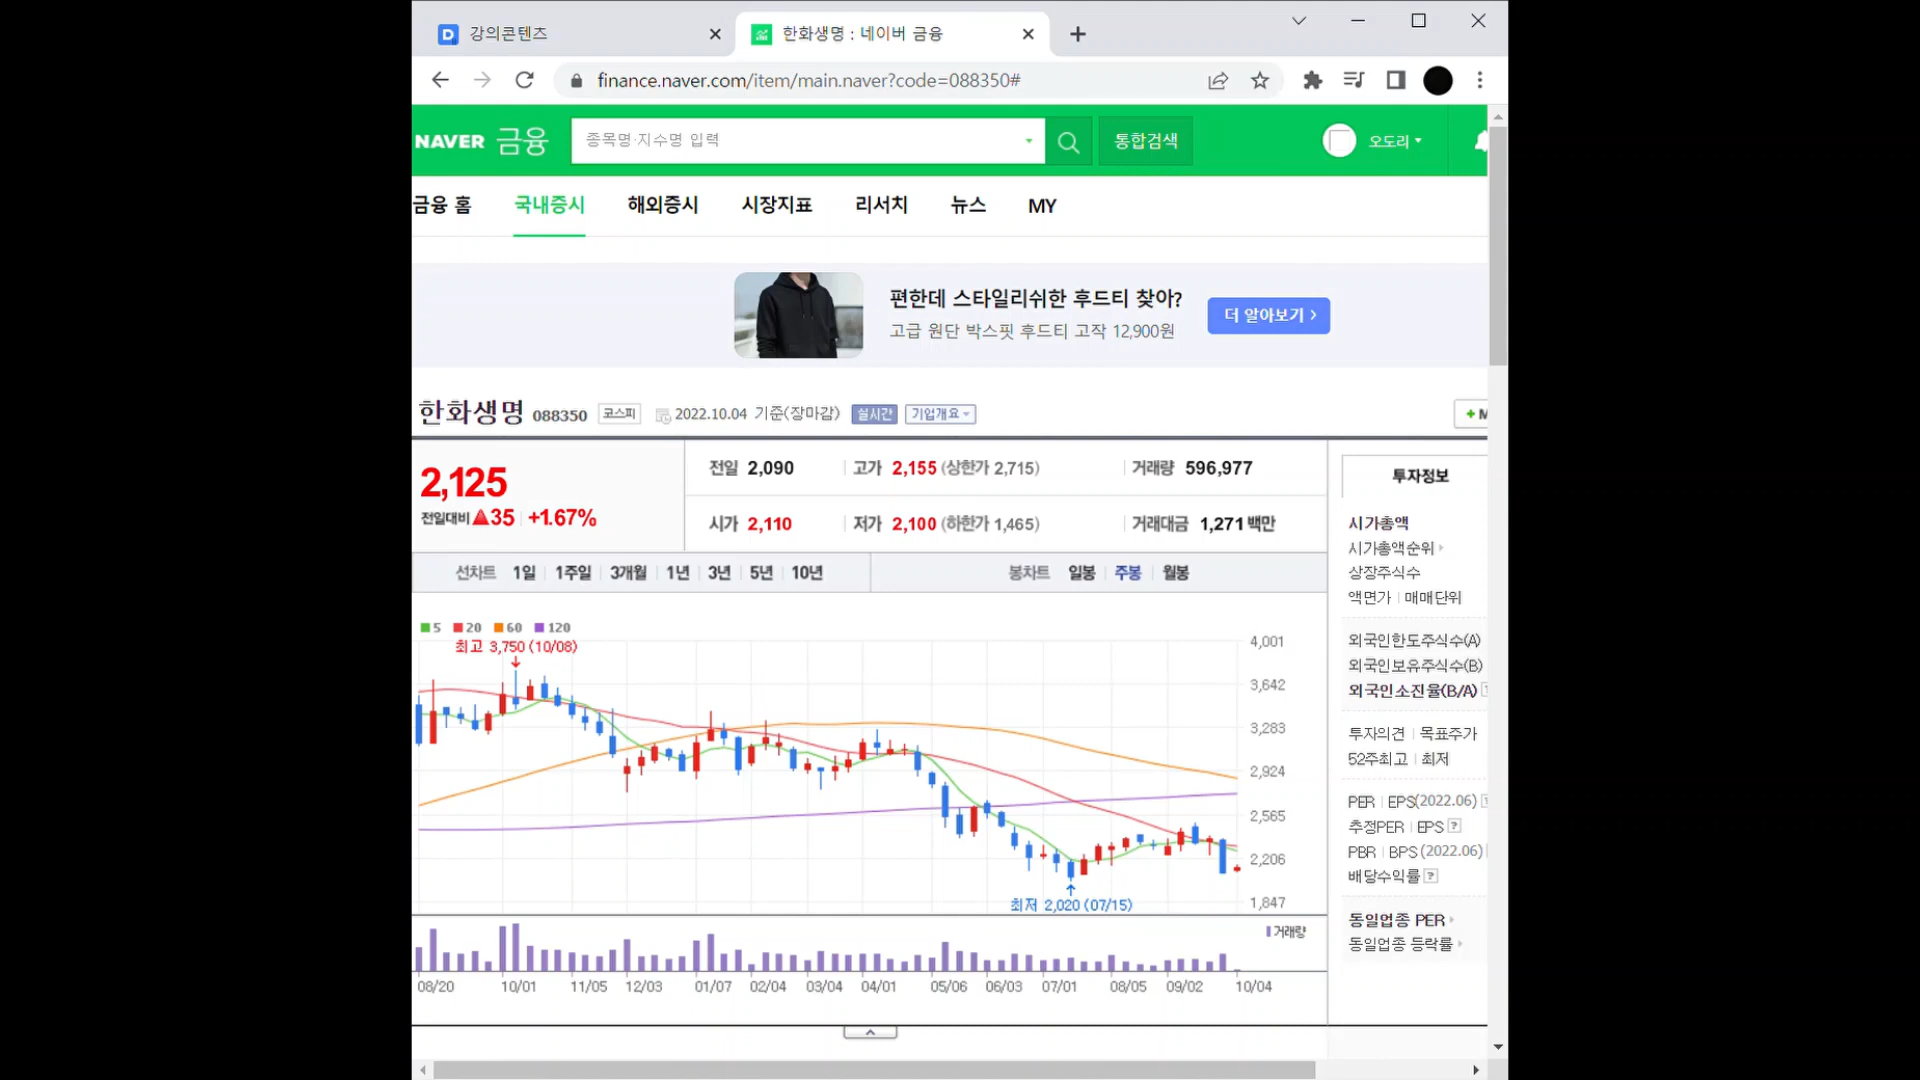 강의콘텐츠
한화생명 : 네이버 금융
finance.naver.com/item/main.naver?code=088350#
NAVER 금융
종목명·지수명 입력
통합검색
오도리
금융 홈 국내증시 해외증시 시장지표 리서치 뉴스 MY
편한데 스타일리쉬한 후드티 찾아?
고급 원단 박스핏 후드티 고작 12,900원
더 알아보기 >
한화생명 088350 코스피 2022.10.04 기준(장마감) 실시간 기업개요
+ M
2,125
전일대비 ▲35 +1.67%
전일 2,090 고가 2,155 (상한가 2,715) 거래량 596,977
시가 2,110 저가 2,100 (하한가 1,465) 거래대금 1,271 백만
선차트 1일 1주일 3개월 1년 3년 5년 10년
봉차트 일봉 주봉 월봉
5 20 60 120
최고 3,750 (10/08)
4,001
3,642
3,283
2,924
2,565
2,206
1,847
최저 2,020 (07/15)
거래량
08/20 10/01 11/05 12/03 01/07 02/04 03/04 04/01 05/06 06/03 07/01 08/05 09/02 10/04
투자정보
시가총액
시가총액순위
상장주식수
액면가 | 매매단위
외국인한도주식수(A)
외국인보유주식수(B)
외국인소진율(B/A)
투자의견 | 목표주가
52주최고 | 최저
PER | EPS(2022.06)
추정PER | EPS ?
PBR | BPS (2022.06)
배당수익률 ?
동일업종 PER
동일업종 등락률